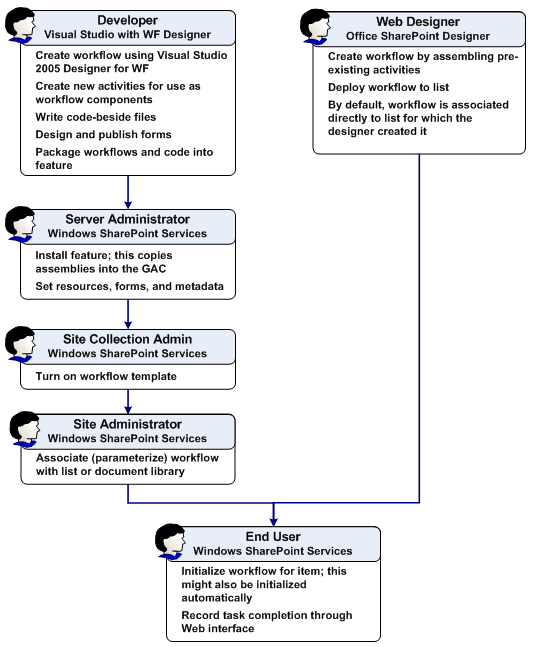 Developer
Visual Studio with WF Designer
Create workflow using Visual Studio
2005 Designer for WF
Create new activities for use as
workflow components
Write code-beside files
Design and publish forms
Package workflows and code into
feature
Web Designer
Office SharePoint Designer
Create workflow by assembling pre-
existing activities
Deploy workflow to list
By default, workflow is associated
directly to list for which the
designer created it
Server Administrator
Windows SharePoint Services
Install feature; this copies
assemblies into the GAC
Set resources, forms, and metadata
Site Collection Admin
Windows SharePoint Services
Turn on workflow template
Site Administrator
Windows SharePoint Services
Associate (parameterize) workflow
with list or document library
End User
Windows SharePoint Services
Initialize workflow for item; this
might also be initialized
automatically
Record task completion through
Web interface